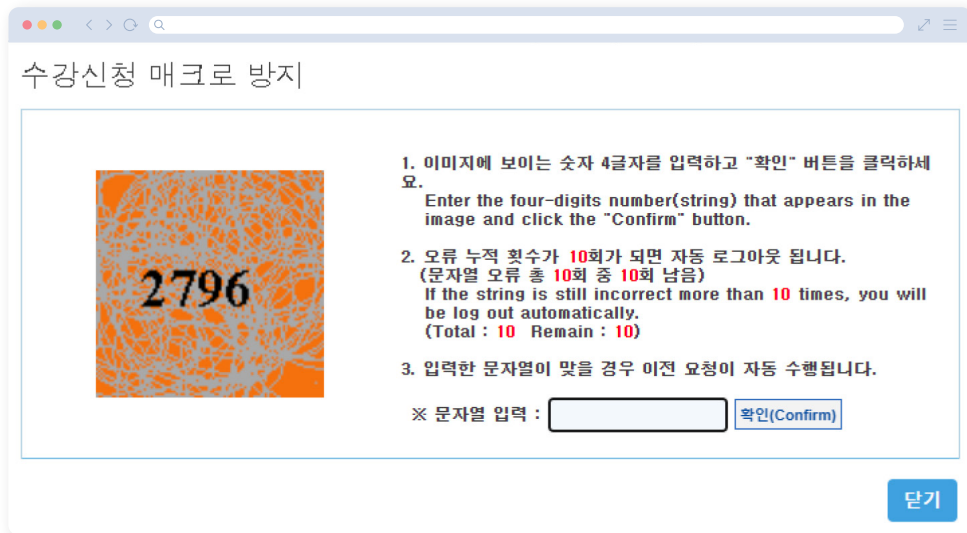 수강신청 매크로 방지
2796
1. 이미지에 보이는 숫자 4글자를 입력하고 "확인" 버튼을 클릭하세
요.
Enter the four-digits number(string) that appears in the
image and click the "Confirm" button.
2. 오류 누적 횟수가 10회가 되면 자동 로그아웃 됩니다.
(문자열 오류 총 10회 중 10회 남음)
If the string is still incorrect more than 10 times, you will
be log out automatically.
(Total : 10 Remain : 10)
3. 입력한 문자열이 맞을 경우 이전 요청이 자동 수행됩니다.
※ 문자열 입력 :
확인(Confirm)
닫기